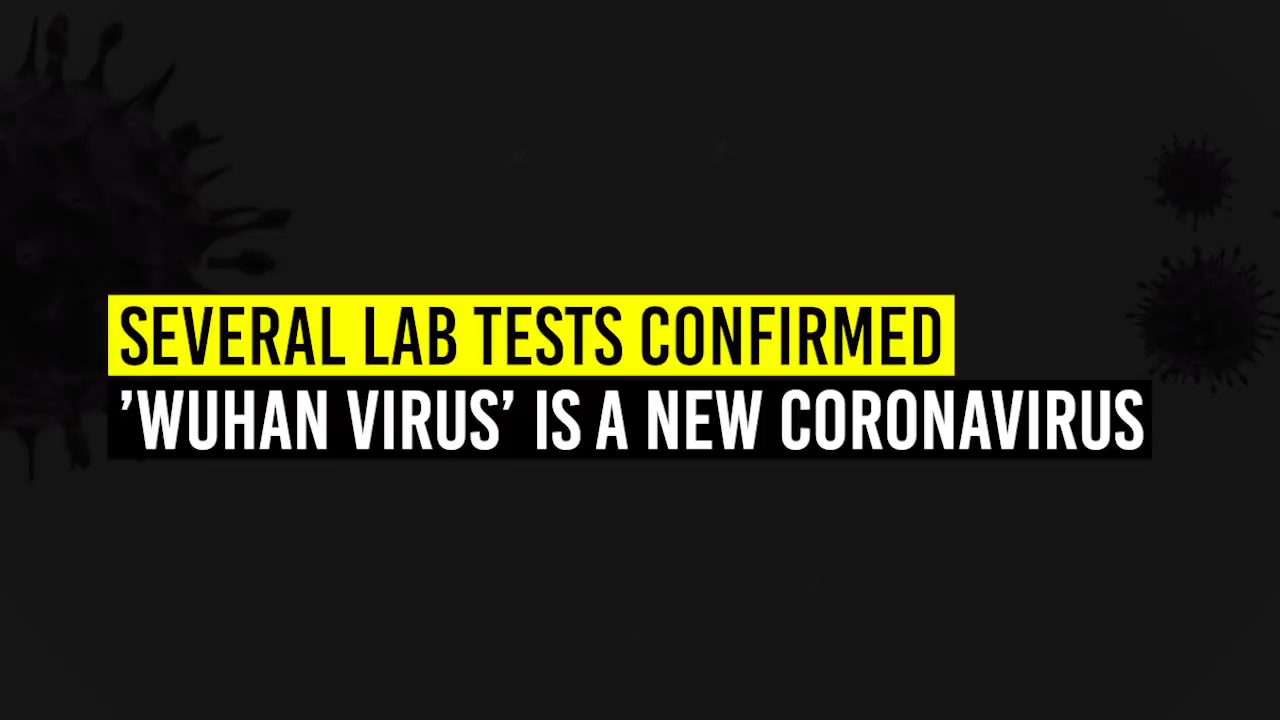 SEVERAL LAB TESTS CONFIRMED
’WUHAN VIRUS’ IS A NEW CORONAVIRUS